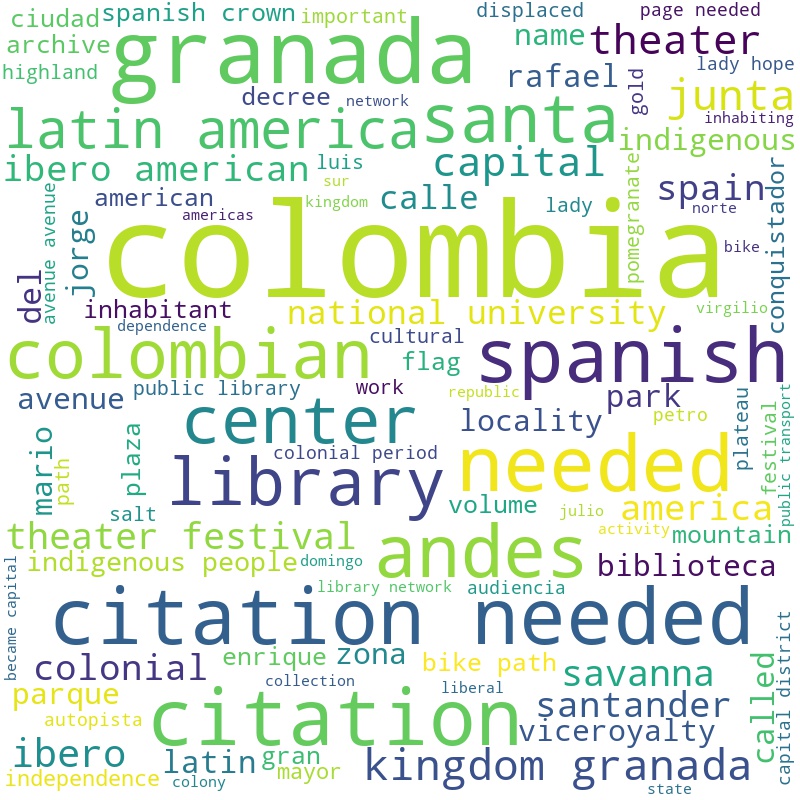 ciudad
spanish crown
important
displaced
page needed
archive
granada
name
theater
highland
rafael
lady hope
decree
network
gold
junta
latin america
santa
inhabiting
indigenous
ibero american
luis
capital
sur
american
kingdom
calle
lady
pomegranate
spain
conquistador
americas
norte
avenue avenue
jorge
colombia
bike
del
inhabitant
national university
virgilio
dependence
cultural
colombian
flag
spanish
avenue
public library
work
republic
park
plateau
festival
public transport
center
locality
petro
mario
path
plaza
colonial period
library
needed
salt
volume
julio
america
theater festival
activity
mountain
indigenous people
domingo
andes
biblioteca
became capital
library network
audiencia
citation needed
colonial
enrique
zona
bike path
savanna
called
capital district
collection
liberal
parque
autopista
citation
santander
viceroyalty
ibero
latin
gran
independence
colony
mayor
kingdom granada
state